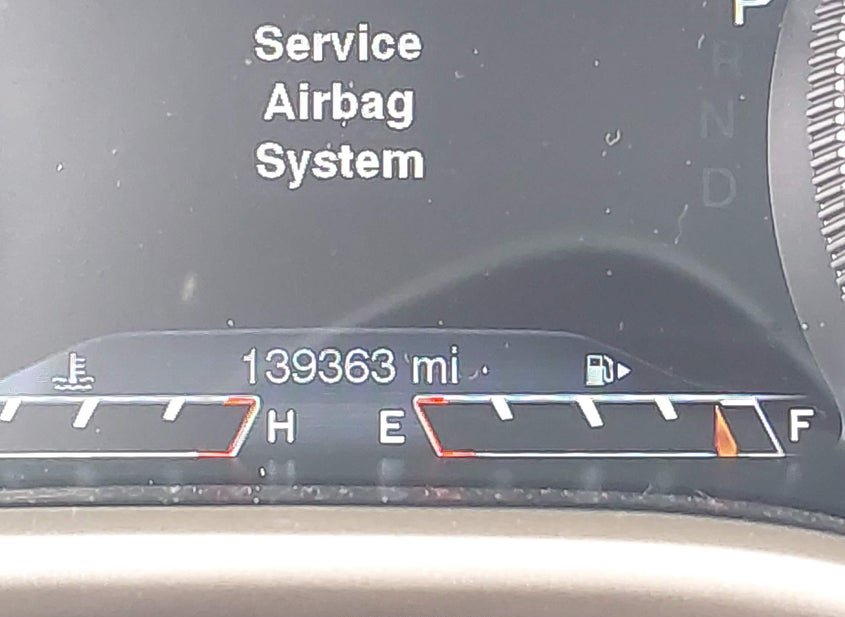 P
Service
R
Airbag
N
System
D
139363 mi
H E F